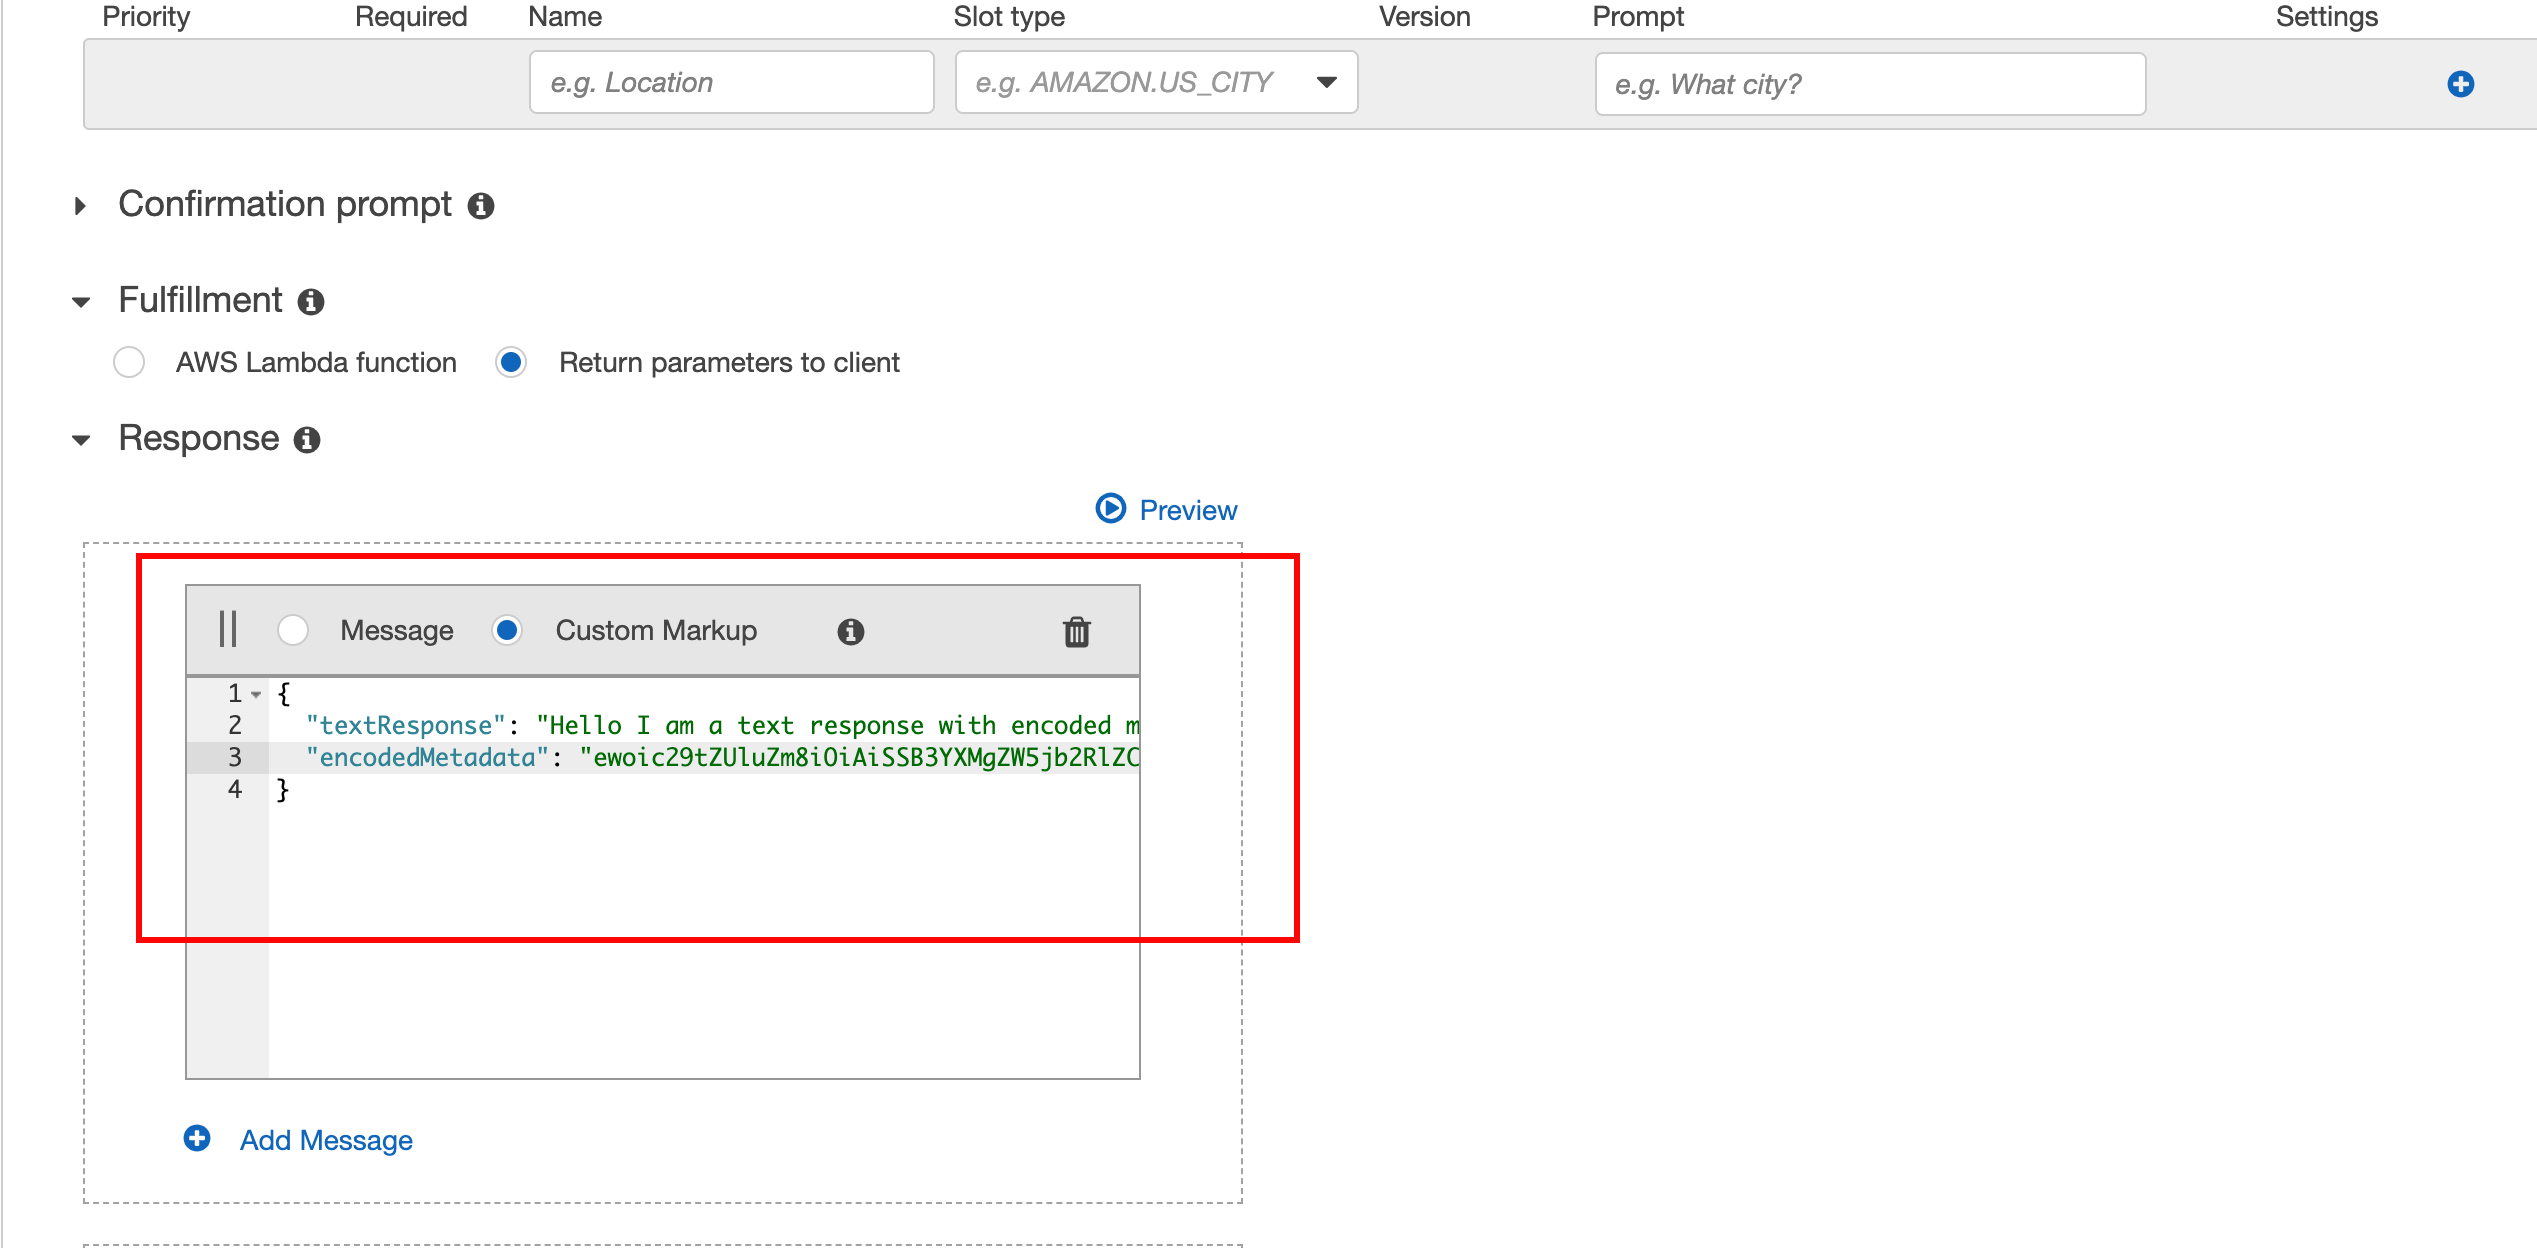 Priority Required Name Slot type Version Prompt Settings
e.g. Location e.g. AMAZON.US_CITY e.g. What city?
Confirmation prompt
Fulfillment
AWS Lambda function Return parameters to client
Response
Preview
Message Custom Markup
1 {
2 "textResponse": "Hello I am a text response with encoded m
3 "encodedMetadata": "ewoic29tZUluZm8iOiAiSSB3YXMgZW5jb2RlZC
4 }
Add Message